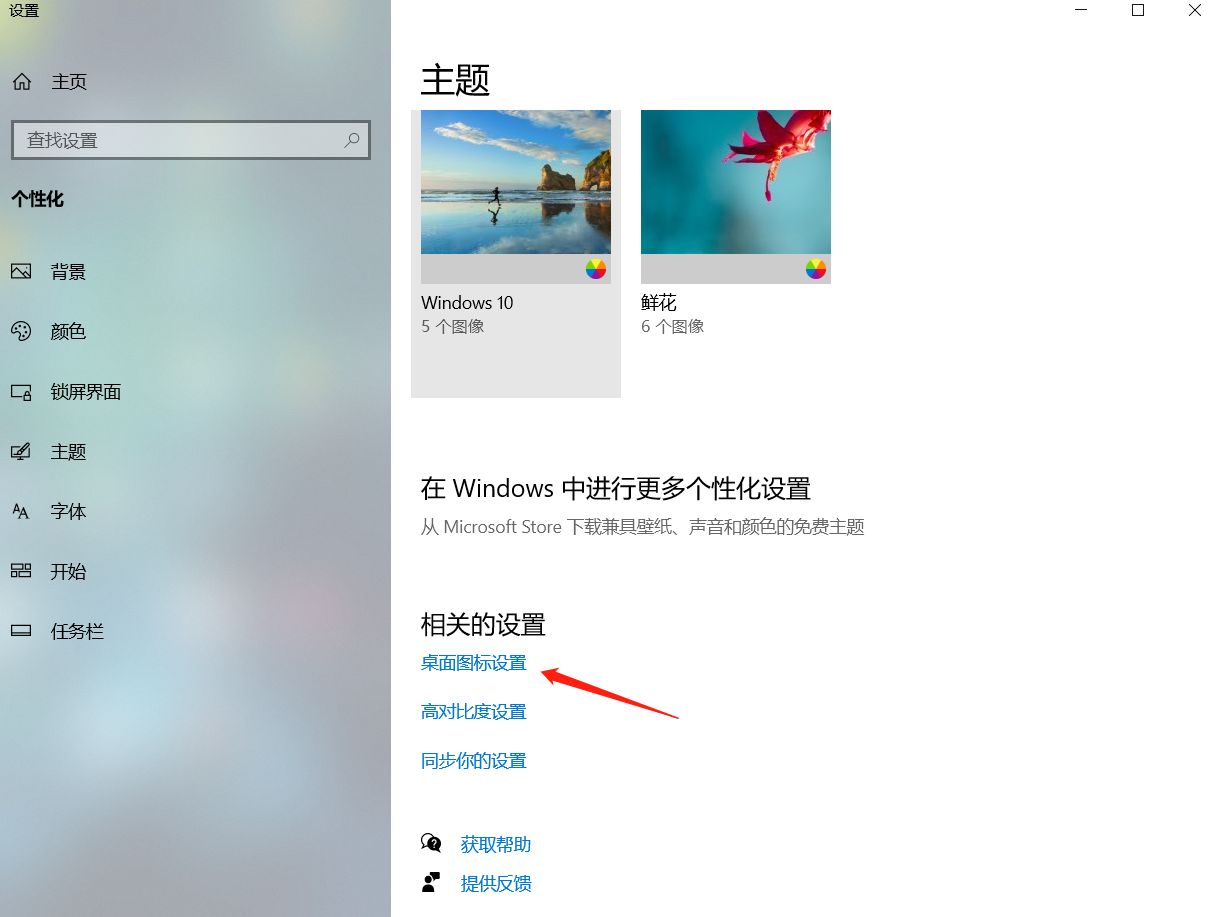 设置
主页
查找设置
个性化
背景
颜色
锁屏界面
主题
字体
开始
任务栏
主题
Windows 10
5 个图像
鲜花
6 个图像
在 Windows 中进行更多个性化设置
从 Microsoft Store 下载兼具壁纸、声音和颜色的免费主题
相关的设置
桌面图标设置
高对比度设置
同步你的设置
获取帮助
提供反馈